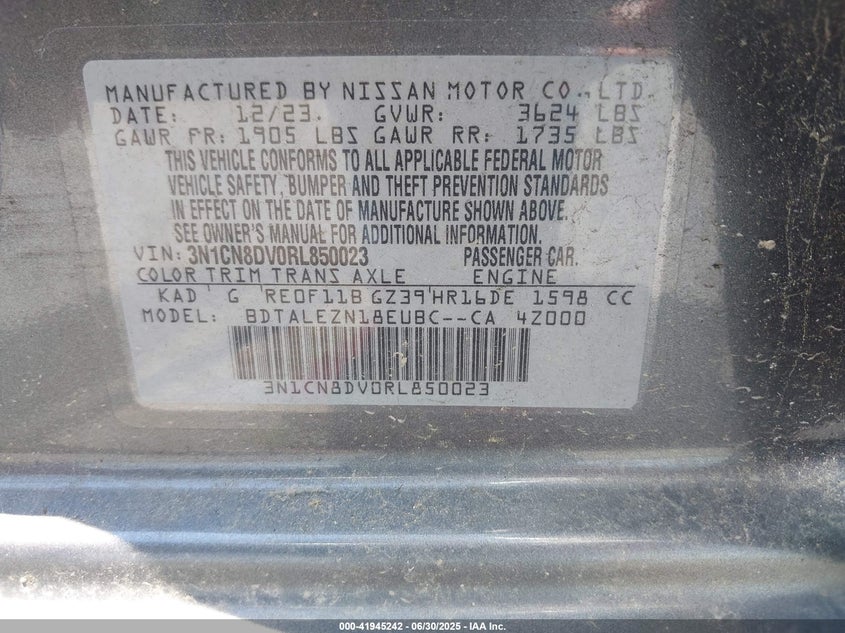 MANUFACTURED BY NISSAN MOTOR CO., LTD.
DATE: 12/23. GVWR: 3624 LBS
GAWR FR: 1905 LBS GAWR RR: 1735 LBS
THIS VEHICLE CONFORMS TO ALL APPLICABLE FEDERAL MOTOR
VEHICLE SAFETY, BUMPER AND THEFT PREVENTION STANDARDS
IN EFFECT ON THE DATE OF MANUFACTURE SHOWN ABOVE.
SEE OWNER'S MANUAL FOR ADDITIONAL INFORMATION.
VIN: 3N1CN8DV0RL850023 PASSENGER CAR.
COLOR TRIM TRANS AXLE ENGINE
KAD G RE0F11B GZ39 HR16DE 1598 CC
MODEL: BDTALEZN18EUBC--CA 4Z000
3N1CN8DV0RL850023
000-41945242 - 06/30/2025 - IAA Inc.